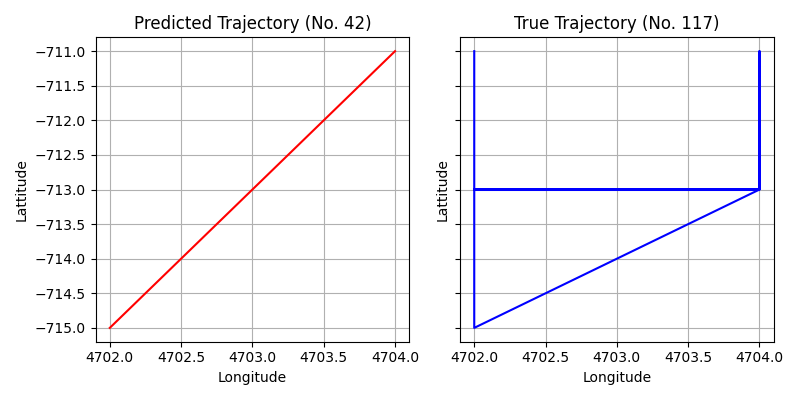 Predicted Trajectory (No. 42)
True Trajectory (No. 117)
−711.0
−711.5
−712.0
−712.5
−713.0
−713.5
−714.0
−714.5
−715.0
Lattitude
Lattitude
4702.0 4702.5 4703.0 4703.5 4704.0
4702.0 4702.5 4703.0 4703.5 4704.0
Longitude
Longitude